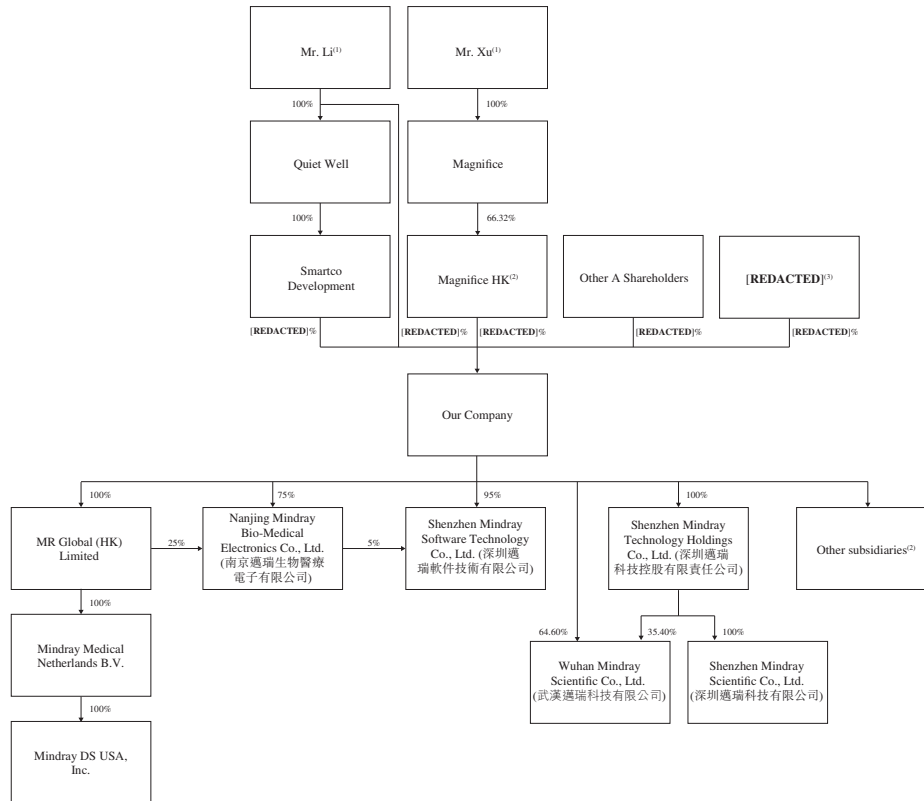 Mr. Li(1)
Mr. Xu(1)
100%
100%
Quiet Well
Magnifice
100%
66.32%
Smartco
Development
Magnifice HK(2)
Other A Shareholders
[REDACTED](3)
[REDACTED]%
[REDACTED]%
[REDACTED]%
[REDACTED]%
[REDACTED]%
Our Company
100%
75%
95%
100%
MR Global (HK)
Limited
25%
Nanjing Mindray
Bio-Medical
Electronics Co., Ltd.
(南京邁瑞生物醫療
電子有限公司)
5%
Shenzhen Mindray
Software Technology
Co., Ltd. (深圳邁
瑞軟件技術有限公司)
Shenzhen Mindray
Technology Holdings
Co., Ltd. (深圳邁瑞
科技控股有限責任公司)
Other subsidiaries(2)
100%
64.60%
35.40%
100%
Mindray Medical
Netherlands B.V.
Wuhan Mindray
Scientific Co., Ltd.
(武漢邁瑞科技有限公司)
Shenzhen Mindray
Scientific Co., Ltd.
(深圳邁瑞科技有限公司)
100%
Mindray DS USA,
Inc.